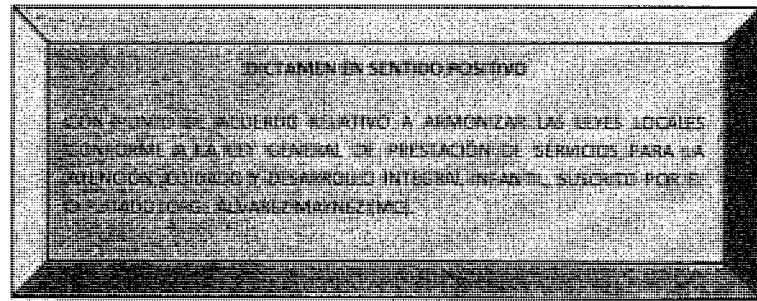 DICTAMEN EN SENTIDO POSITIVO
CON PUNTO DE ACUERDO RELATIVO A ARMONIZAR LAS LEYES LOCALES
CONFORME A LA LEY GENERAL DE PRESTACIÓN DE SERVICIOS PARA LA
ATENCIÓN, CUIDADO Y DESARROLLO INTEGRAL INFANTIL, SUSCRITO POR EL
DIPUTADO JORGE ÁLVAREZ MAYNEZ (MC).